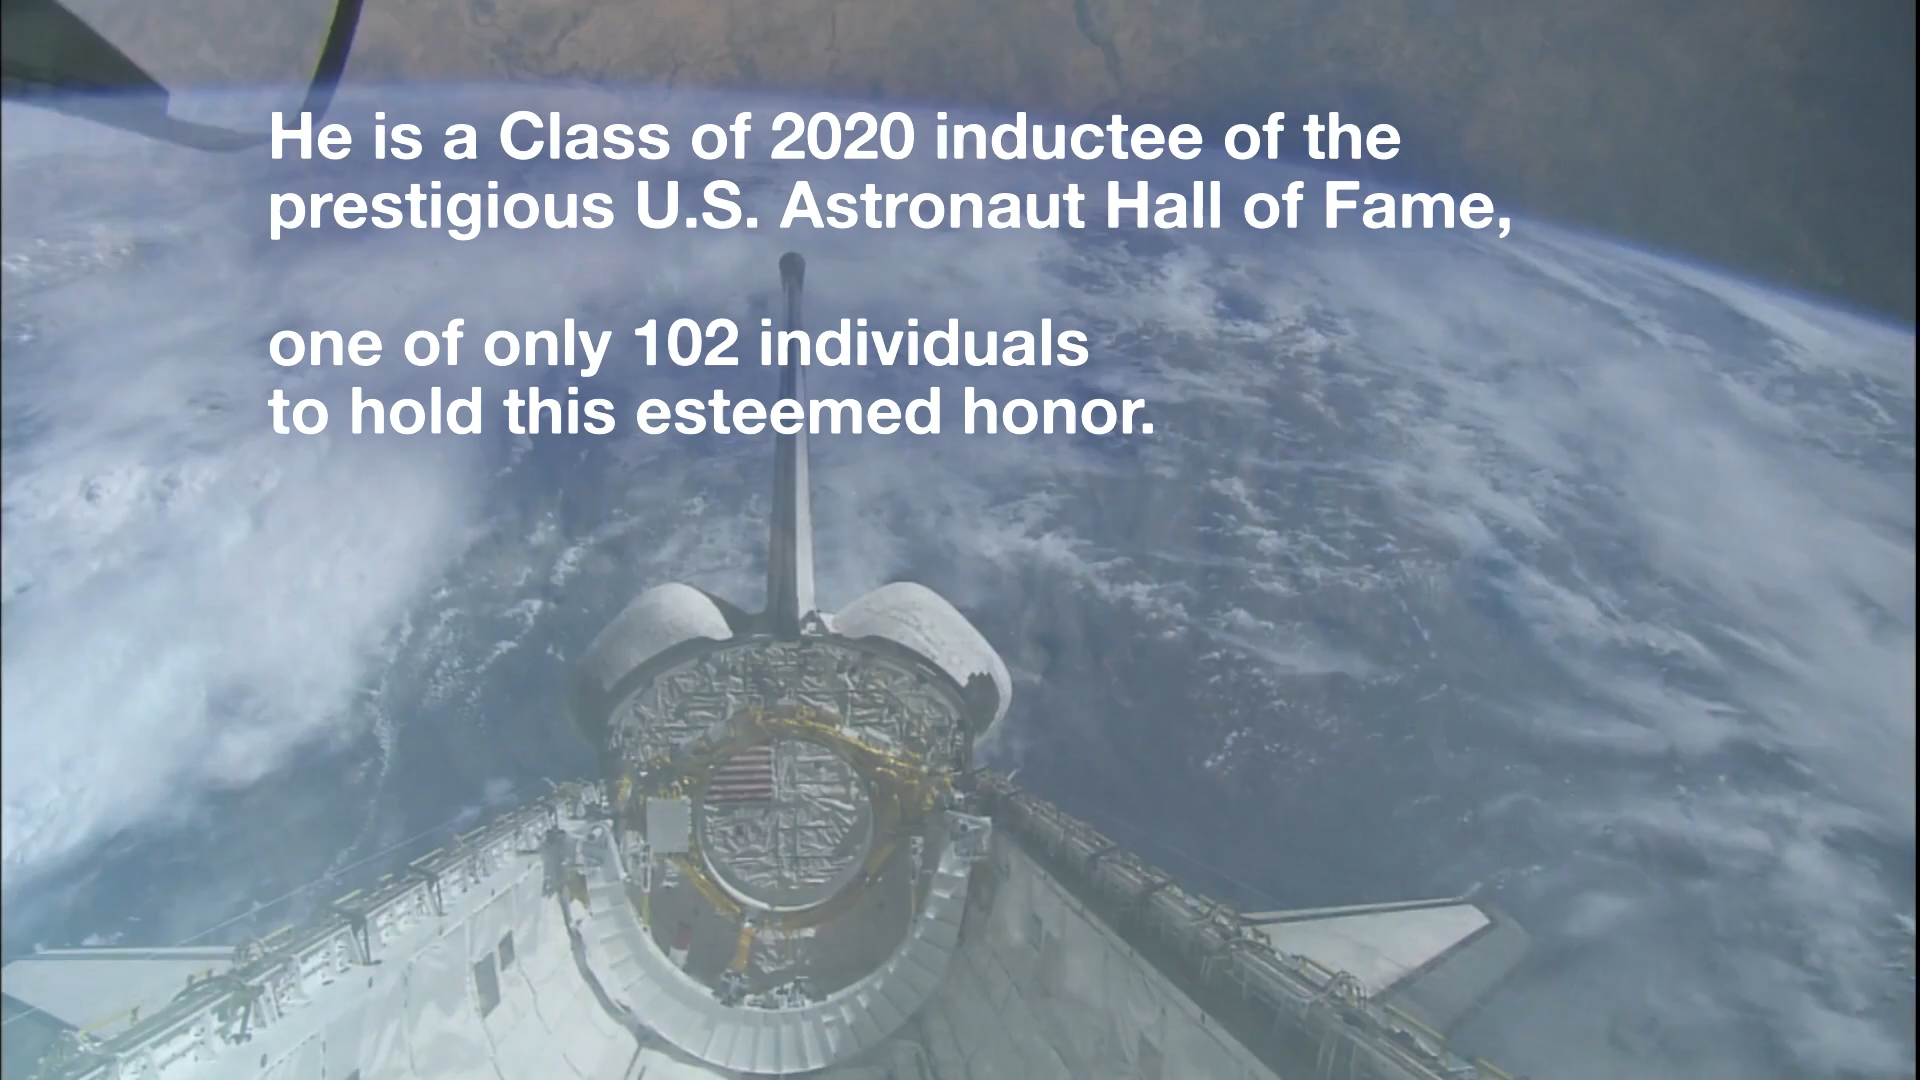 He is a Class of 2020 inductee of the
prestigious U.S. Astronaut Hall of Fame,
one of only 102 individuals
to hold this esteemed honor.